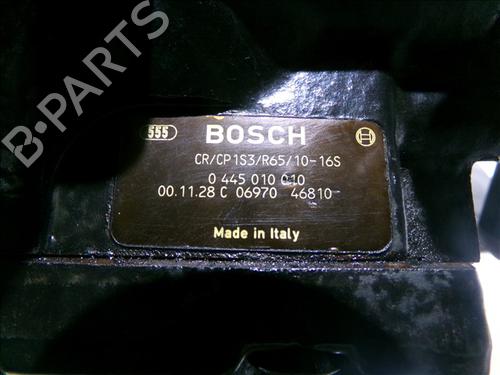 B-PARTS
555 BOSCH
CR/CP1S3/R65/10-16S
0 445 010 010
00.11.28 C 06970 46810
Made in Italy